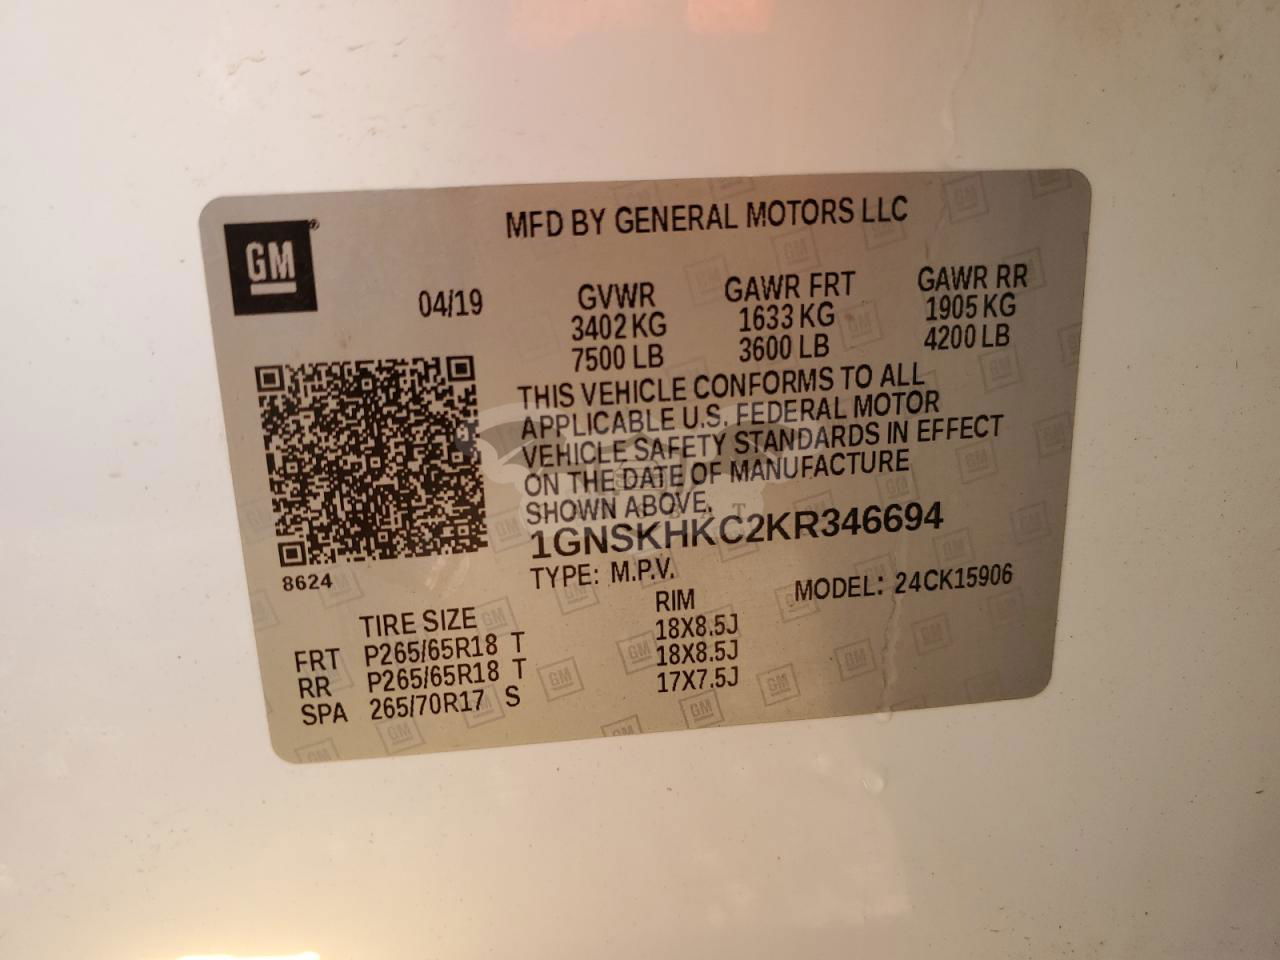 GM
MFD BY GENERAL MOTORS LLC
04/19
GVWR GAWR FRT GAWR RR
3402 KG 1633 KG 1905 KG
7500 LB 3600 LB 4200 LB
THIS VEHICLE CONFORMS TO ALL
APPLICABLE U.S. FEDERAL MOTOR
VEHICLE SAFETY STANDARDS IN EFFECT
ON THE DATE OF MANUFACTURE
SHOWN ABOVE.
1GNSKHKC2KR346694
8624
TYPE: M.P.V. MODEL: 24CK15906
TIRE SIZE RIM
FRT P265/65R18 T 18X8.5J
RR P265/65R18 T 18X8.5J
SPA 265/70R17 S 17X7.5J